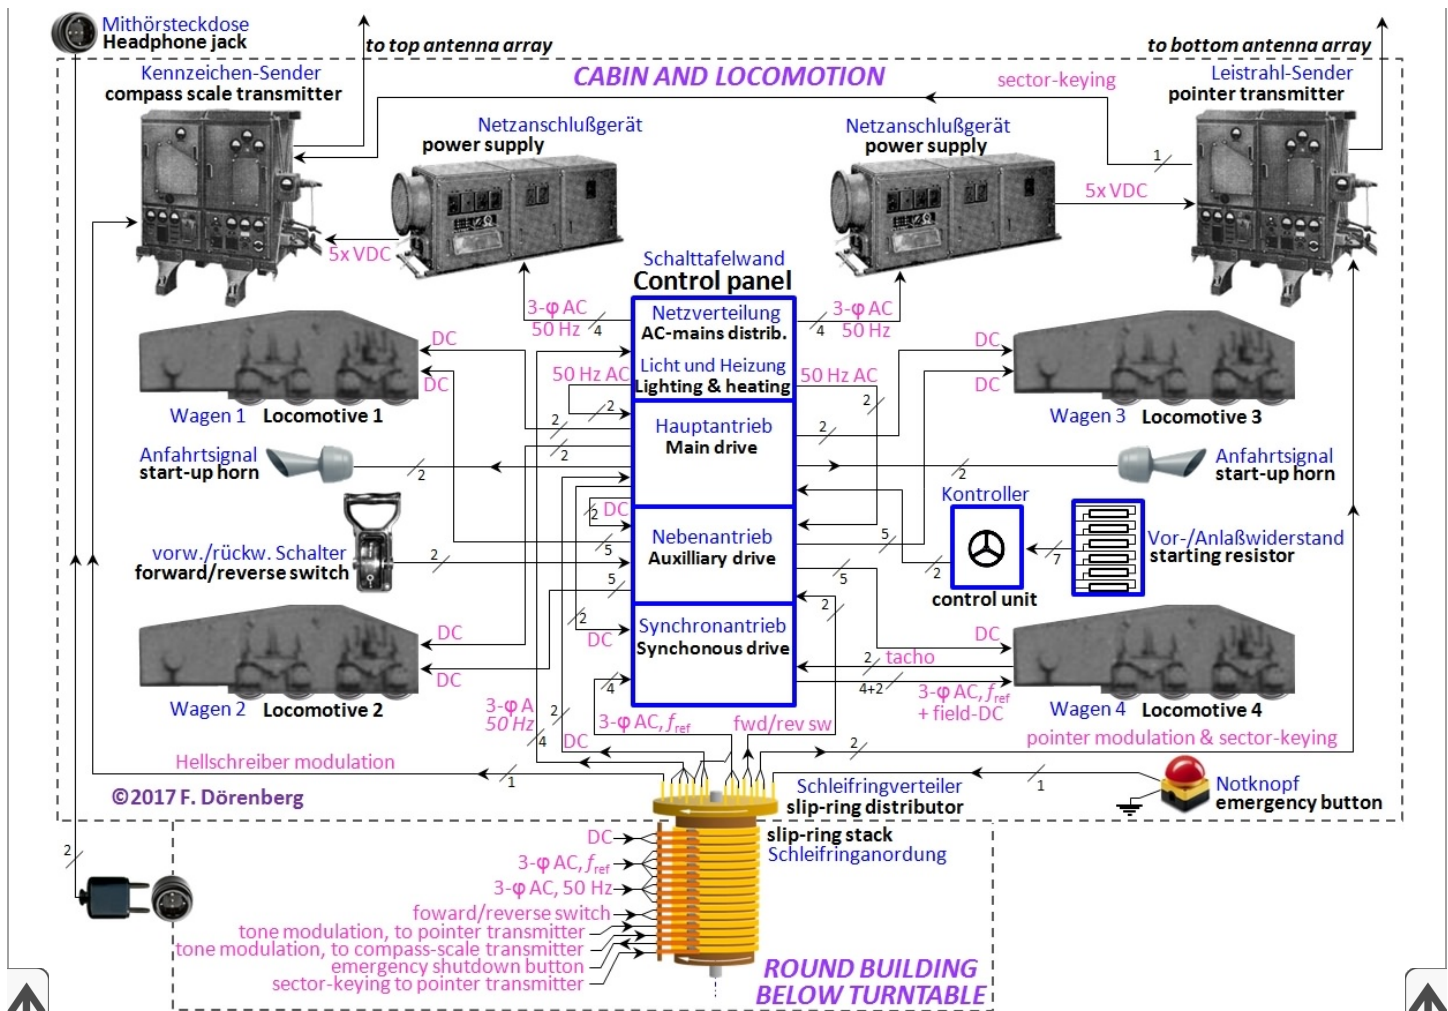 Mithörsteckdose
Headphone jack
to top antenna array
to bottom antenna array
CABIN AND LOCOMOTION
Kennzeichen-Sender
compass scale transmitter
sector-keying
Leistrahl-Sender
pointer transmitter
Netzanschlußgerät
power supply
Netzanschlußgerät
power supply
1
5x VDC
5x VDC
Schalttafelwand
Control panel
3-φ AC
50 Hz
4
Netzverteilung
AC-mains distrib.
3-φ AC
50 Hz
4
Licht und Heizung
Lighting & heating
50 Hz AC
2
50 Hz AC
2
DC
DC
DC
DC
Wagen 1 Locomotive 1
Wagen 3 Locomotive 3
2
2
Hauptantrieb
Main drive
2
Anfahrtsignal
start-up horn
2
2
Anfahrtsignal
start-up horn
Kontroller
2
DC
Nebenantrieb
Auxilliary drive
5
5
vorw./rückw. Schalter
forward/reverse switch
2
2
control unit
7
Vor-/Anlaßwiderstand
starting resistor
5
5
2
2
DC
Synchronantrieb
Synchonous drive
DC
DC
Wagen 2 Locomotive 2
DC
2 tacho
4+2
3-φ AC, fref
+ field-DC
Wagen 4 Locomotive 4
4
3-φ A
50 Hz
4
2
DC
3-φ AC, fref
fwd/rev sw
2
pointer modulation & sector-keying
Hellschreiber modulation
1
1
©2017 F. Dörenberg
Schleifringverteiler
slip-ring distributor
Notknopf
emergency button
slip-ring stack
Schleifringanordung
2
DC
3-φ AC, fref
3-φ AC, 50 Hz
foward/reverse switch
tone modulation, to pointer transmitter
tone modulation, to compass-scale transmitter
emergency shutdown button
sector-keying to pointer transmitter
ROUND BUILDING
BELOW TURNTABLE